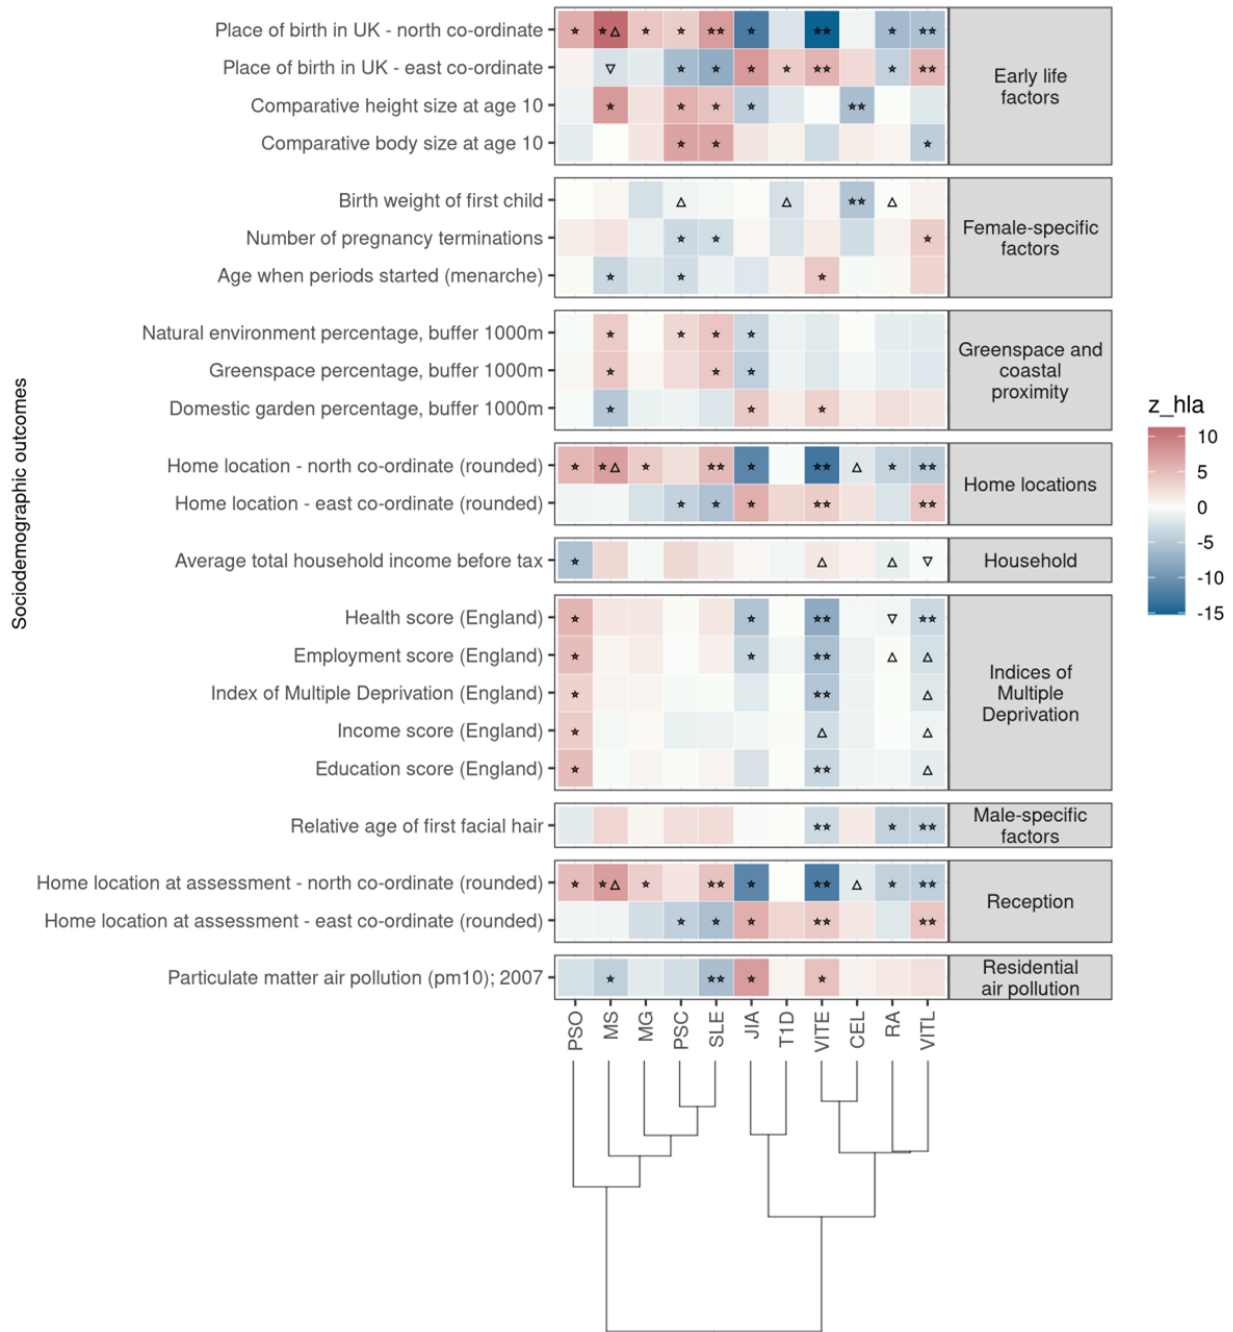 Place of birth in UK - north co-ordinate
Place of birth in UK - east co-ordinate
Comparative height size at age 10
Comparative body size at age 10
Early life
factors
Birth weight of first child
Number of pregnancy terminations
Age when periods started (menarche)
Female-specific
factors
Natural environment percentage, buffer 1000m
Greenspace percentage, buffer 1000m
Domestic garden percentage, buffer 1000m
Greenspace and
coastal
proximity
Home location - north co-ordinate (rounded)
Home location - east co-ordinate (rounded)
Home locations
Average total household income before tax
Household
Health score (England)
Employment score (England)
Index of Multiple Deprivation (England)
Income score (England)
Education score (England)
Indices of
Multiple
Deprivation
Relative age of first facial hair
Male-specific
factors
Home location at assessment - north co-ordinate (rounded)
Home location at assessment - east co-ordinate (rounded)
Reception
Particulate matter air pollution (pm10); 2007
Residential
air pollution
Sociodemographic outcomes
PSO
MS
MG
PSC
SLE
JIA
T1D
VITE
CEL
RA
VITL
z_hla
10
5
0
-5
-10
-15